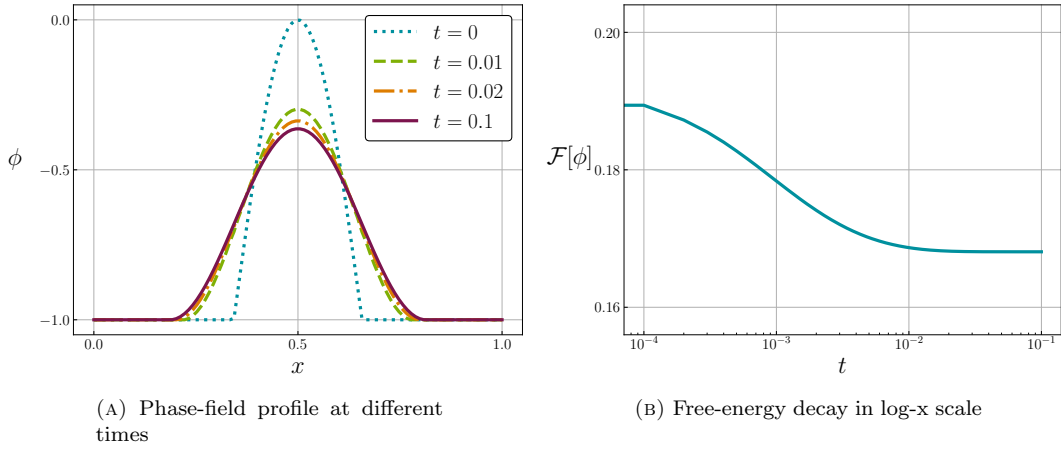 0.0
−0.5
−1.0
ϕ
0.0
0.5
1.0
x
t = 0
t = 0.01
t = 0.02
t = 0.1
0.20
0.18
0.16
F[ϕ]
10⁻⁴
10⁻³
10⁻²
10⁻¹
t
(A) Phase-field profile at different
times
(B) Free-energy decay in log-x scale